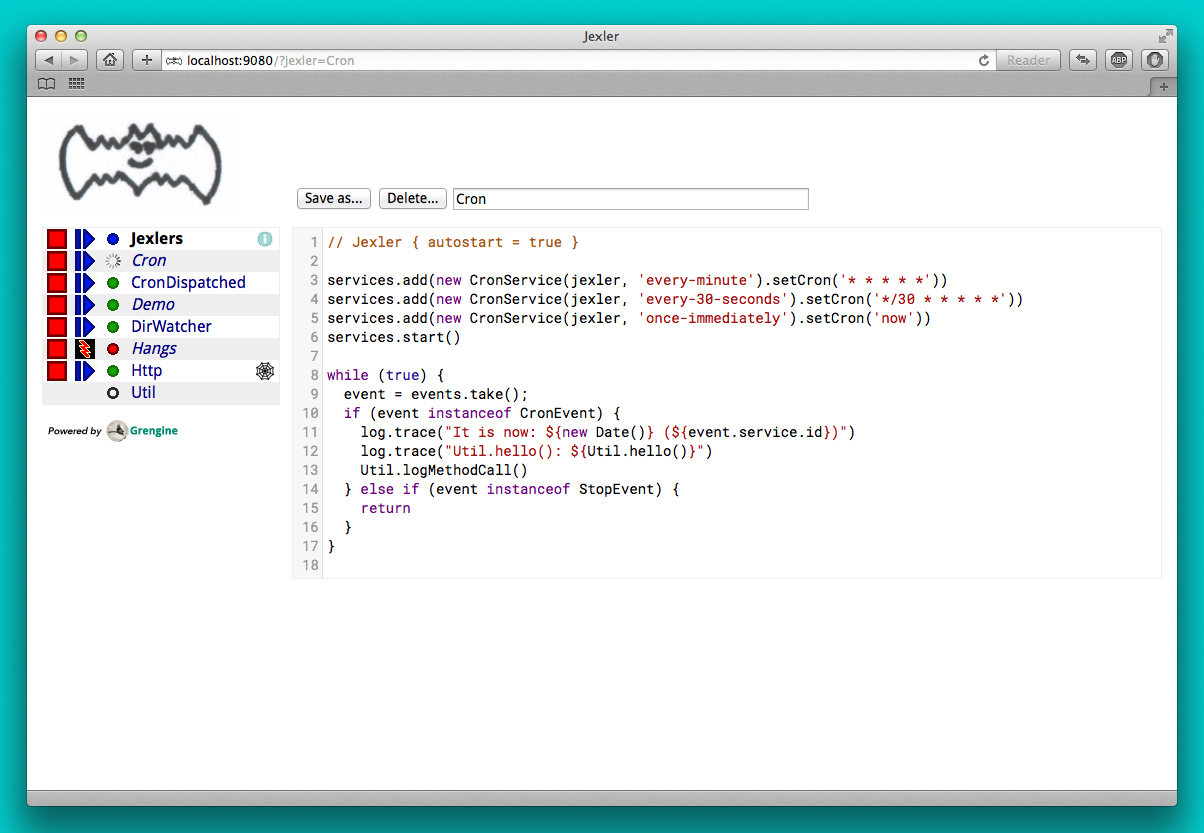 Jexler
localhost:9080/?jexler=Cron
Reader
ABP
Save as...
Delete...
Cron
Jexlers
Cron
CronDispatched
Demo
DirWatcher
Hangs
Http
Util
Powered by Grengine
1 // Jexler { autostart = true }
2
3 services.add(new CronService(jexler, 'every-minute').setCron('* * * * *'))
4 services.add(new CronService(jexler, 'every-30-seconds').setCron('*/30 * * * * *'))
5 services.add(new CronService(jexler, 'once-immediately').setCron('now'))
6 services.start()
7
8 while (true) {
9   event = events.take();
10   if (event instanceof CronEvent) {
11     log.trace("It is now: ${new Date()} (${event.service.id})")
12     log.trace("Util.hello(): ${Util.hello()}")
13     Util.logMethodCall()
14   } else if (event instanceof StopEvent) {
15     return
16   }
17 }
18